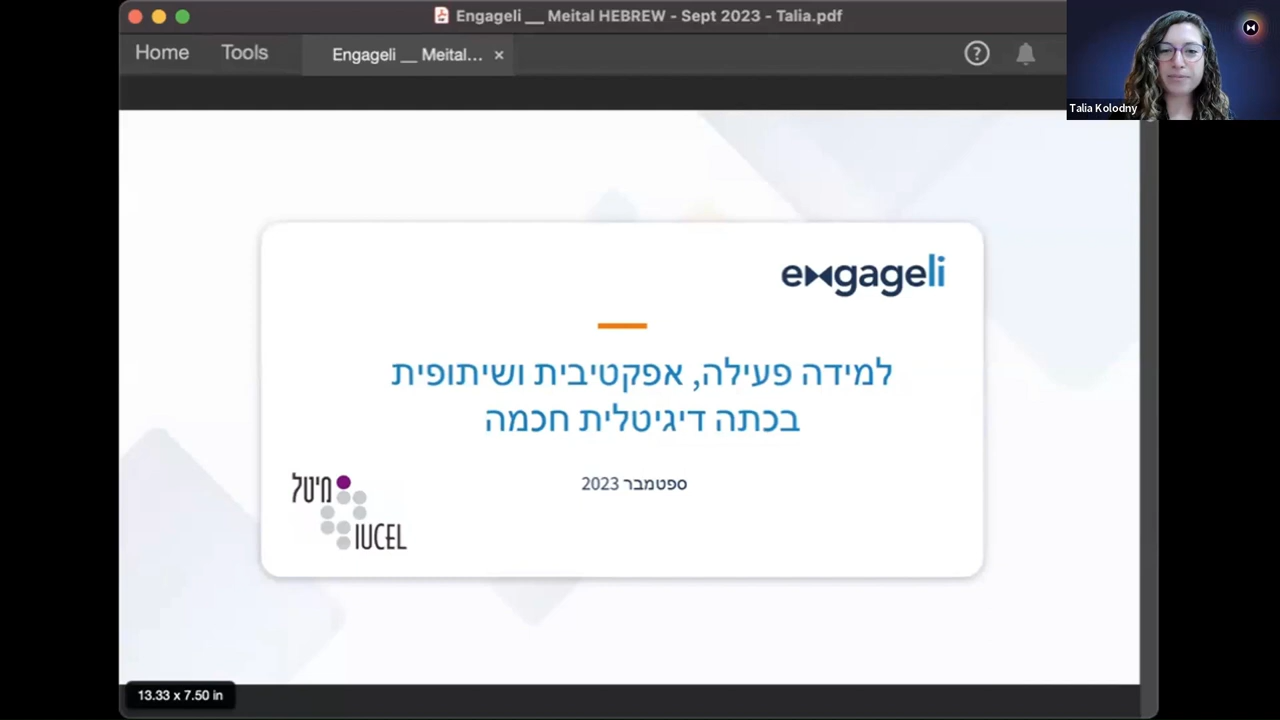 Engageli __ Meital HEBREW - Sept 2023 - Talia.pdf
Home
Tools
Engageli __ Meital...
Talia Kolodny
engageli
למידה פעילה, אפקטיבית ושיתופית
בכתה דיגיטלית חכמה
ספטמבר 2023
מיטל
IUCEL
13.33 x 7.50 in